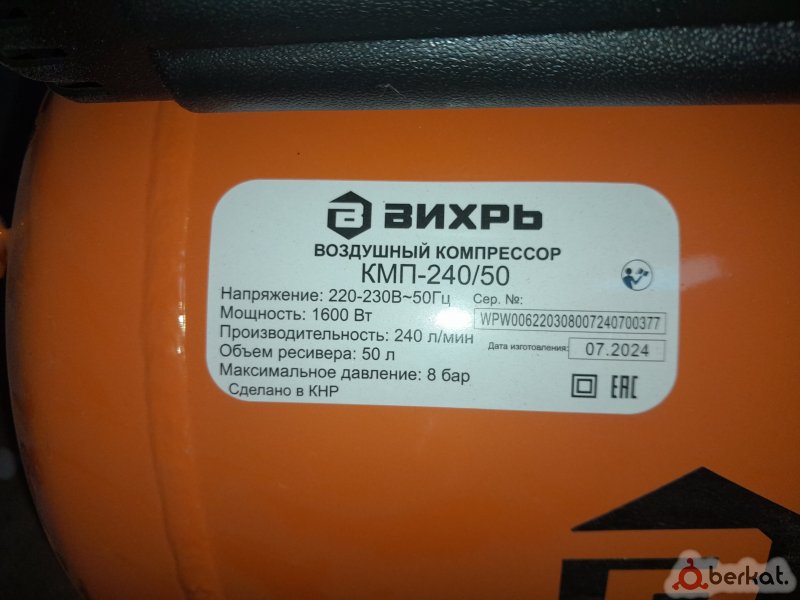 ВИХРЬ
ВОЗДУШНЫЙ КОМПРЕССОР
КМП-240/50
Напряжение: 220-230В~50Гц
Мощность: 1600 Вт
Производительность: 240 л/мин
Объем ресивера: 50 л
Максимальное давление: 8 бар
Сделано в КНР
Сер. №:
WPW006220308007240700377
Дата изготовления: 07.2024
EAC
berkat.